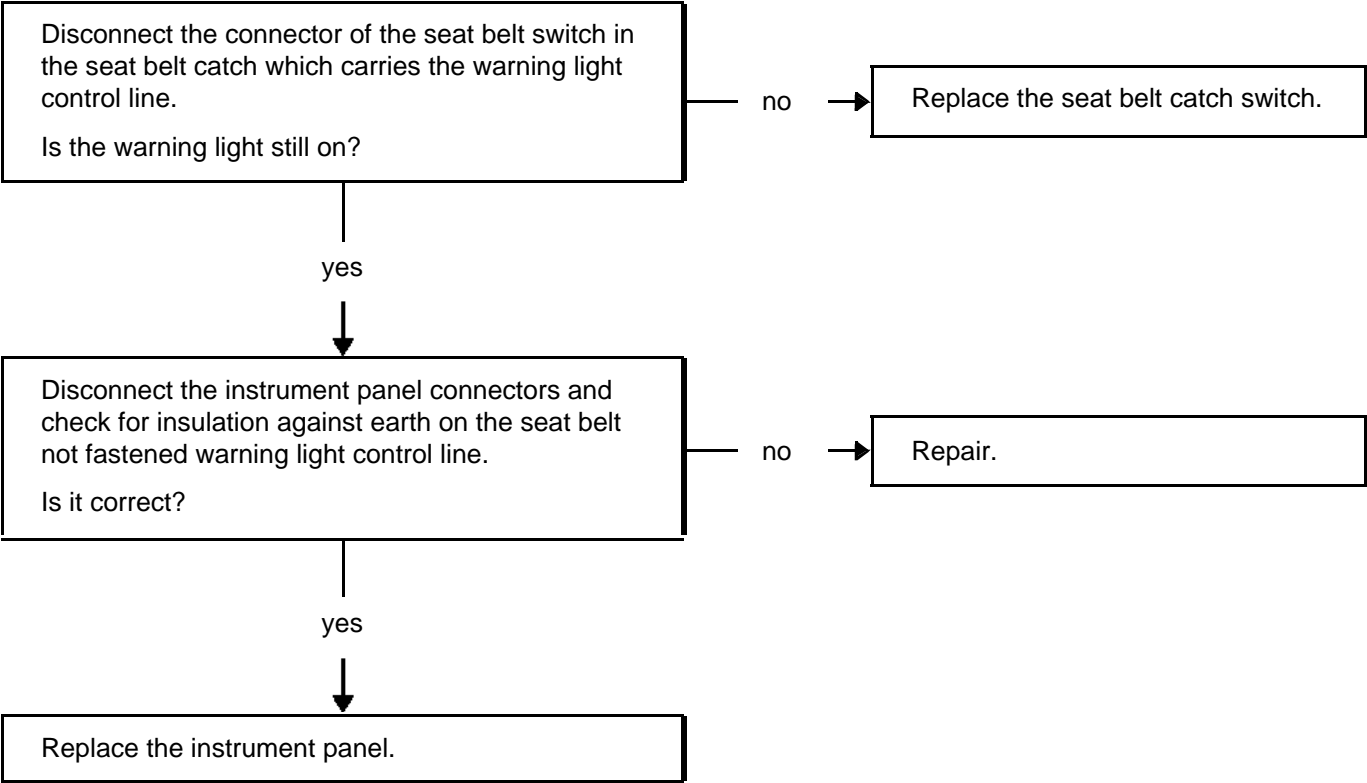 Disconnect the connector of the seat belt switch in
the seat belt catch which carries the warning light
control line.
Is the warning light still on?
no
Replace the seat belt catch switch.
yes
Disconnect the instrument panel connectors and
check for insulation against earth on the seat belt
not fastened warning light control line.
Is it correct?
no
Repair.
yes
Replace the instrument panel.